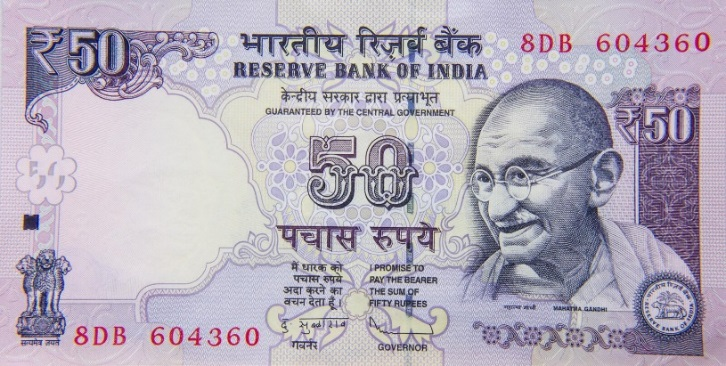 ₹50
भारतीय रिज़र्व बैंक
8DB 604360
RESERVE BANK OF INDIA
केन्द्रीय सरकार द्वारा प्रत्याभूत
GUARANTEED BY THE CENTRAL GOVERNMENT
₹50
50
पचास रुपये
मैं धारक को
पचास रुपये
अदा करने का
वचन देता हूँ।
I PROMISE TO
PAY THE BEARER
THE SUM OF
FIFTY RUPEES
महात्मा गांधी
MAHATMA GANDHI
सत्यमेव जयते
8DB 604360
गवर्नर
GOVERNOR
भारतीय रिज़र्व बैंक
RESERVE BANK OF INDIA